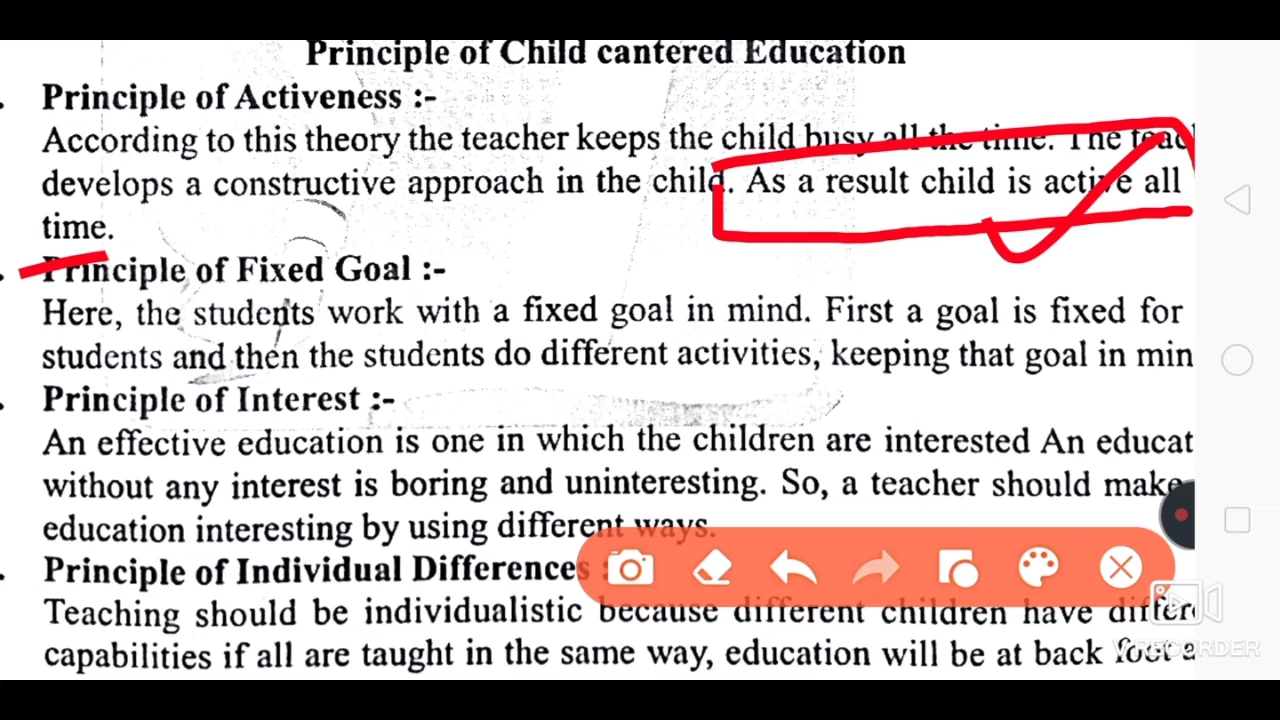 Principle of Child cantered Education
Principle of Activeness :-
According to this theory the teacher keeps the child busy all the time. The
develops a constructive approach in the child. As a result child is active all
time.
Principle of Fixed Goal :-
Here, the students work with a fixed goal in mind. First a goal is fixed for
students and then the students do different activities, keeping that goal in min
Principle of Interest :-
An effective education is one in which the children are interested An educat
without any interest is boring and uninteresting. So, a teacher should make
education interesting by using different ways.
Principle of Individual Differences :
Teaching should be individualistic because different children have differe
capabilities if all are taught in the same way, education will be at back foot a